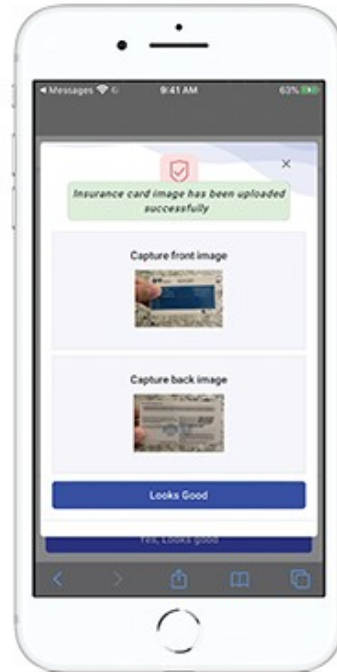 Messages
9:41 AM
63%
Insurance card image has been uploaded
successfully
Capture front image
Capture back image
Looks Good
Yes, Looks good